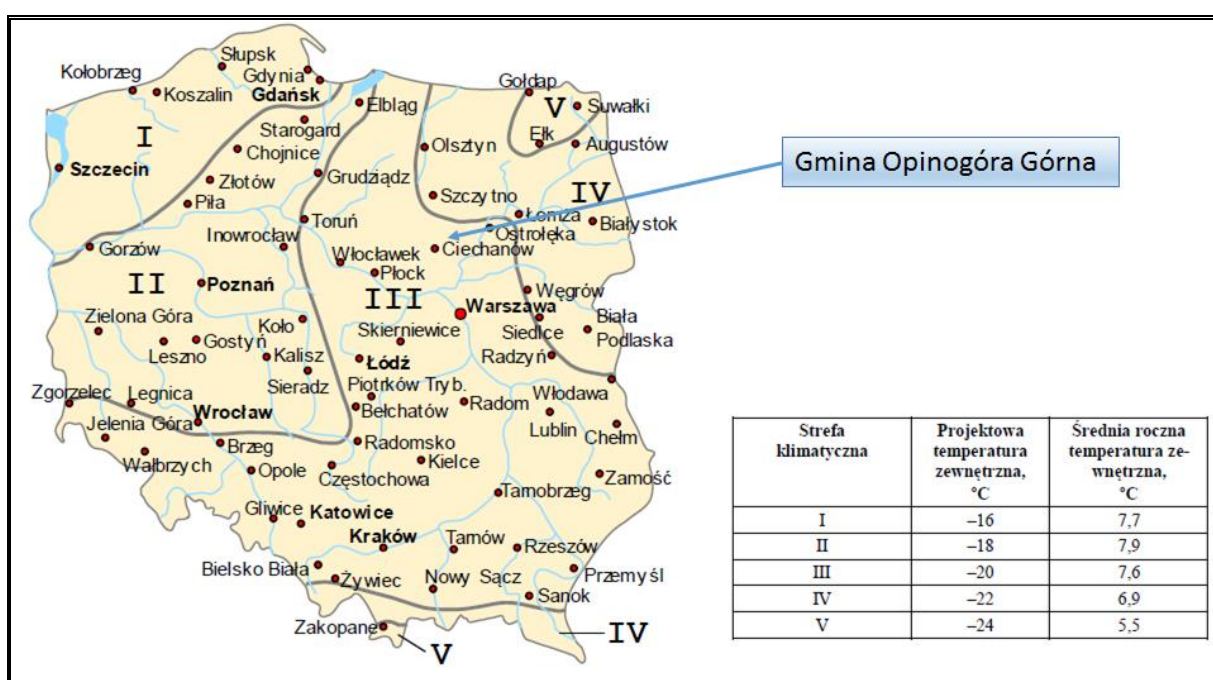 Słupsk
Kołobrzeg
Gdynia
Koszalin
Gdańsk
Elbląg
Gołdap
V
Suwałki
I
Starogard
Ełk
Olsztyn
Augustów
Chojnice
Szczecin
Gmina Opinogóra Górna
Złotów
Grudziądz
Szczytno
IV
Piła
Toruń
Łomża
Białystok
Ostrołęka
Inowrocław
Gorzów
Włocławek
Ciechanów
Płock
II
Poznań
III
Węgrów
Warszawa
Zielona Góra
Koło
Skierniewice
Siedlce
Biała
Podlaska
Leszno
Gostyń
Kalisz
Łódź
Radzyń
Sieradz
Piotrków Tryb.
Zgorzelec
Legnica
Włodawa
Bełchatów
Radom
Wrocław
Lublin
Chełm
Jelenia Góra
Brzeg
Radomsko
Wałbrzych
Opole
Częstochowa
Kielce
Zamość
Tarnobrzeg
Gliwice
Katowice
Kraków
Tarnów
Rzeszów
Bielsko Biała
Żywiec
Nowy Sącz
Przemyśl
Sanok
Zakopane
IV
V
Strefa klimatyczna Projektowa temperatura zewnętrzna, °C Średnia roczna temperatura ze-wnętrzna, °C
I –16 7,7
II –18 7,9
III –20 7,6
IV –22 6,9
V –24 5,5